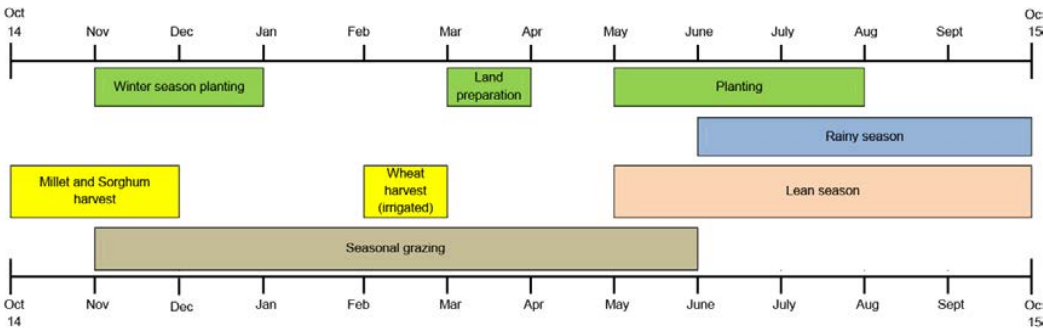 Oct
14 Nov Dec Jan Feb Mar Apr May June July Aug Sept 15
Winter season planting
Land
preparation
Planting
Rainy season
Millet and Sorghum
harvest
Wheat
harvest
(irrigated)
Lean season
Seasonal grazing
Oct
14
Nov Dec Jan Feb Mar Apr May June July Aug Sept
15